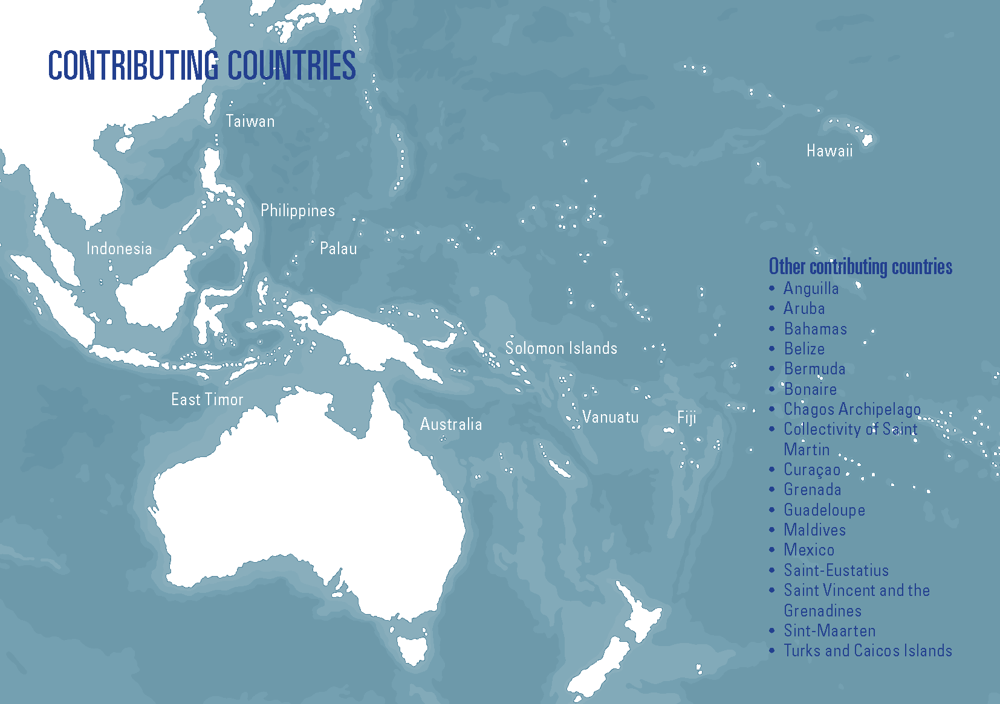 CONTRIBUTING COUNTRIES
Taiwan
Hawaii
Philippines
Indonesia
Palau
Solomon Islands
East Timor
Australia
Vanuatu
Fiji
Other contributing countries
• Anguilla
• Aruba
• Bahamas
• Belize
• Bermuda
• Bonaire
• Chagos Archipelago
• Collectivity of Saint
Martin
• Curaçao
• Grenada
• Guadeloupe
• Maldives
• Mexico
• Saint-Eustatius
• Saint Vincent and the
Grenadines
• Sint-Maarten
• Turks and Caicos Islands